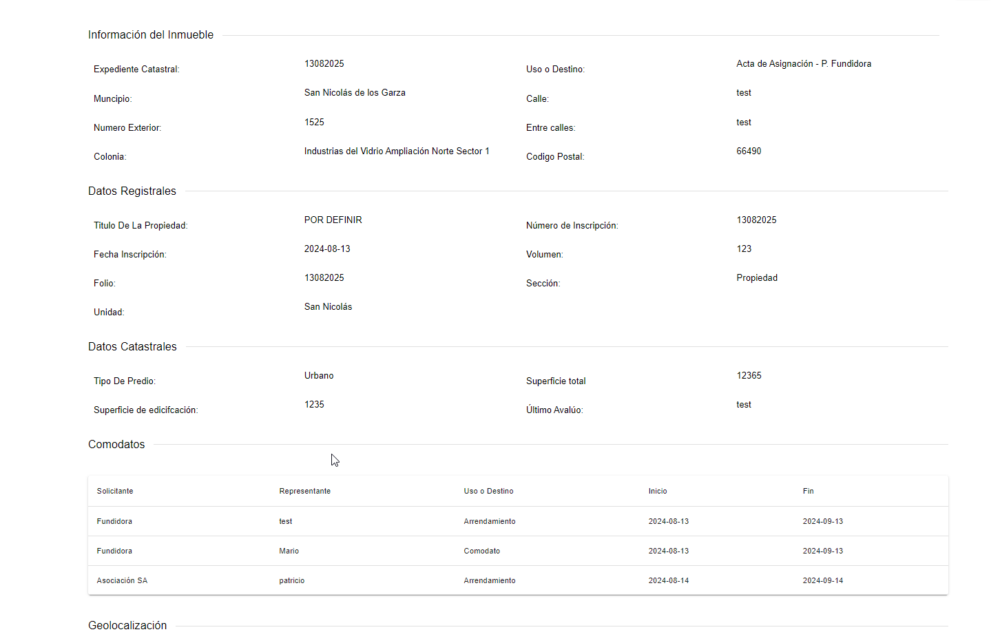 Información del Inmueble
Expediente Catastral: 13082025 Uso o Destino: Acta de Asignación - P. Fundidora
Muncipio: San Nicolás de los Garza Calle: test
Numero Exterior: 1525 Entre calles: test
Colonia: Industrias del Vidrio Ampliación Norte Sector 1 Codigo Postal: 66490
Datos Registrales
Titulo De La Propiedad: POR DEFINIR Número de Inscripción: 13082025
Fecha Inscripción: 2024-08-13 Volumen: 123
Folio: 13082025 Sección: Propiedad
Unidad: San Nicolás
Datos Catastrales
Tipo De Predio: Urbano Superficie total 12365
Superficie de edicifcación: 1235 Último Avalúo: test
Comodatos
Solicitante Representante Uso o Destino Inicio Fin
Fundidora test Arrendamiento 2024-08-13 2024-09-13
Fundidora Mario Comodato 2024-08-13 2024-09-13
Asociación SA patricio Arrendamiento 2024-08-14 2024-09-14
Geolocalización